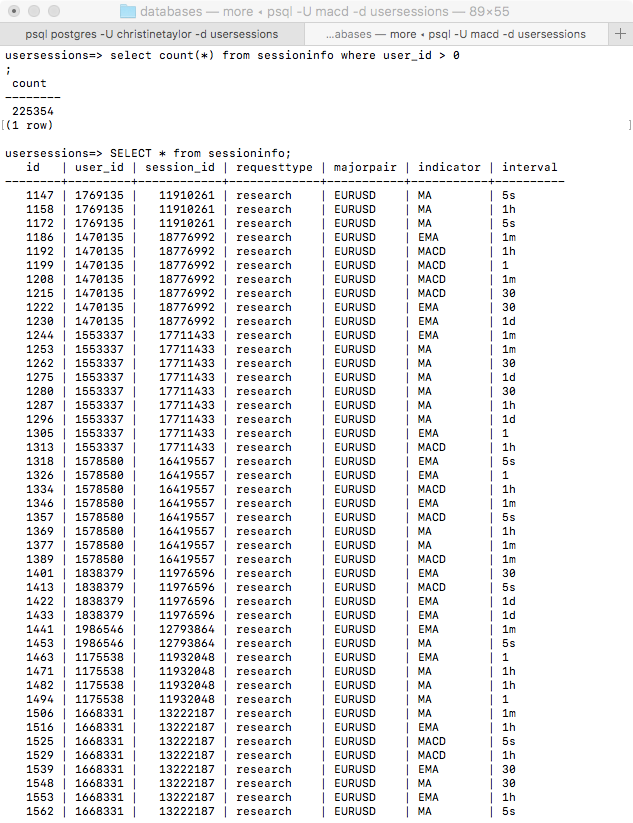 databases — more ◂ psql -U macd -d usersessions — 89×55
psql postgres -U christinetaylor -d usersessions
...abases — more ◂ psql -U macd -d usersessions
+
usersessions=> select count(*) from sessioninfo where user_id > 0
;
 count
--------
 225354
(1 row)
usersessions=> SELECT * from sessioninfo;
   id   | user_id | session_id | requesttype | majorpair | indicator | interval
--------+---------+------------+-------------+-----------+-----------+----------
   1147 | 1769135 |   11910261 | research    | EURUSD    | MA        | 5s
   1158 | 1769135 |   11910261 | research    | EURUSD    | MA        | 1h
   1172 | 1769135 |   11910261 | research    | EURUSD    | MA        | 5s
   1186 | 1470135 |   18776992 | research    | EURUSD    | EMA       | 1m
   1192 | 1470135 |   18776992 | research    | EURUSD    | MACD      | 1h
   1199 | 1470135 |   18776992 | research    | EURUSD    | MACD      | 1
   1208 | 1470135 |   18776992 | research    | EURUSD    | MACD      | 1m
   1215 | 1470135 |   18776992 | research    | EURUSD    | MACD      | 30
   1222 | 1470135 |   18776992 | research    | EURUSD    | EMA       | 30
   1230 | 1470135 |   18776992 | research    | EURUSD    | EMA       | 1d
   1244 | 1553337 |   17711433 | research    | EURUSD    | EMA       | 1m
   1253 | 1553337 |   17711433 | research    | EURUSD    | MA        | 1m
   1262 | 1553337 |   17711433 | research    | EURUSD    | MA        | 30
   1275 | 1553337 |   17711433 | research    | EURUSD    | MA        | 1d
   1280 | 1553337 |   17711433 | research    | EURUSD    | MA        | 30
   1287 | 1553337 |   17711433 | research    | EURUSD    | MA        | 1h
   1296 | 1553337 |   17711433 | research    | EURUSD    | MA        | 1d
   1305 | 1553337 |   17711433 | research    | EURUSD    | EMA       | 1
   1313 | 1553337 |   17711433 | research    | EURUSD    | MACD      | 1h
   1318 | 1578580 |   16419557 | research    | EURUSD    | EMA       | 5s
   1326 | 1578580 |   16419557 | research    | EURUSD    | EMA       | 1
   1334 | 1578580 |   16419557 | research    | EURUSD    | MACD      | 1h
   1346 | 1578580 |   16419557 | research    | EURUSD    | EMA       | 1m
   1357 | 1578580 |   16419557 | research    | EURUSD    | MACD      | 5s
   1369 | 1578580 |   16419557 | research    | EURUSD    | MA        | 1h
   1377 | 1578580 |   16419557 | research    | EURUSD    | MA        | 1m
   1389 | 1578580 |   16419557 | research    | EURUSD    | MACD      | 1m
   1401 | 1838379 |   11976596 | research    | EURUSD    | EMA       | 30
   1413 | 1838379 |   11976596 | research    | EURUSD    | MACD      | 5s
   1422 | 1838379 |   11976596 | research    | EURUSD    | EMA       | 1d
   1433 | 1838379 |   11976596 | research    | EURUSD    | EMA       | 1d
   1441 | 1986546 |   12793864 | research    | EURUSD    | EMA       | 1m
   1453 | 1986546 |   12793864 | research    | EURUSD    | MA        | 5s
   1463 | 1175538 |   11932048 | research    | EURUSD    | EMA       | 1
   1471 | 1175538 |   11932048 | research    | EURUSD    | MA        | 1h
   1482 | 1175538 |   11932048 | research    | EURUSD    | MA        | 1h
   1494 | 1175538 |   11932048 | research    | EURUSD    | MA        | 1
   1506 | 1668331 |   13222187 | research    | EURUSD    | MA        | 1m
   1516 | 1668331 |   13222187 | research    | EURUSD    | EMA       | 1h
   1525 | 1668331 |   13222187 | research    | EURUSD    | MACD      | 5s
   1529 | 1668331 |   13222187 | research    | EURUSD    | MACD      | 1h
   1539 | 1668331 |   13222187 | research    | EURUSD    | EMA       | 30
   1548 | 1668331 |   13222187 | research    | EURUSD    | MA        | 30
   1553 | 1668331 |   13222187 | research    | EURUSD    | EMA       | 1h
   1562 | 1668331 |   13222187 | research    | EURUSD    | MA        | 5s